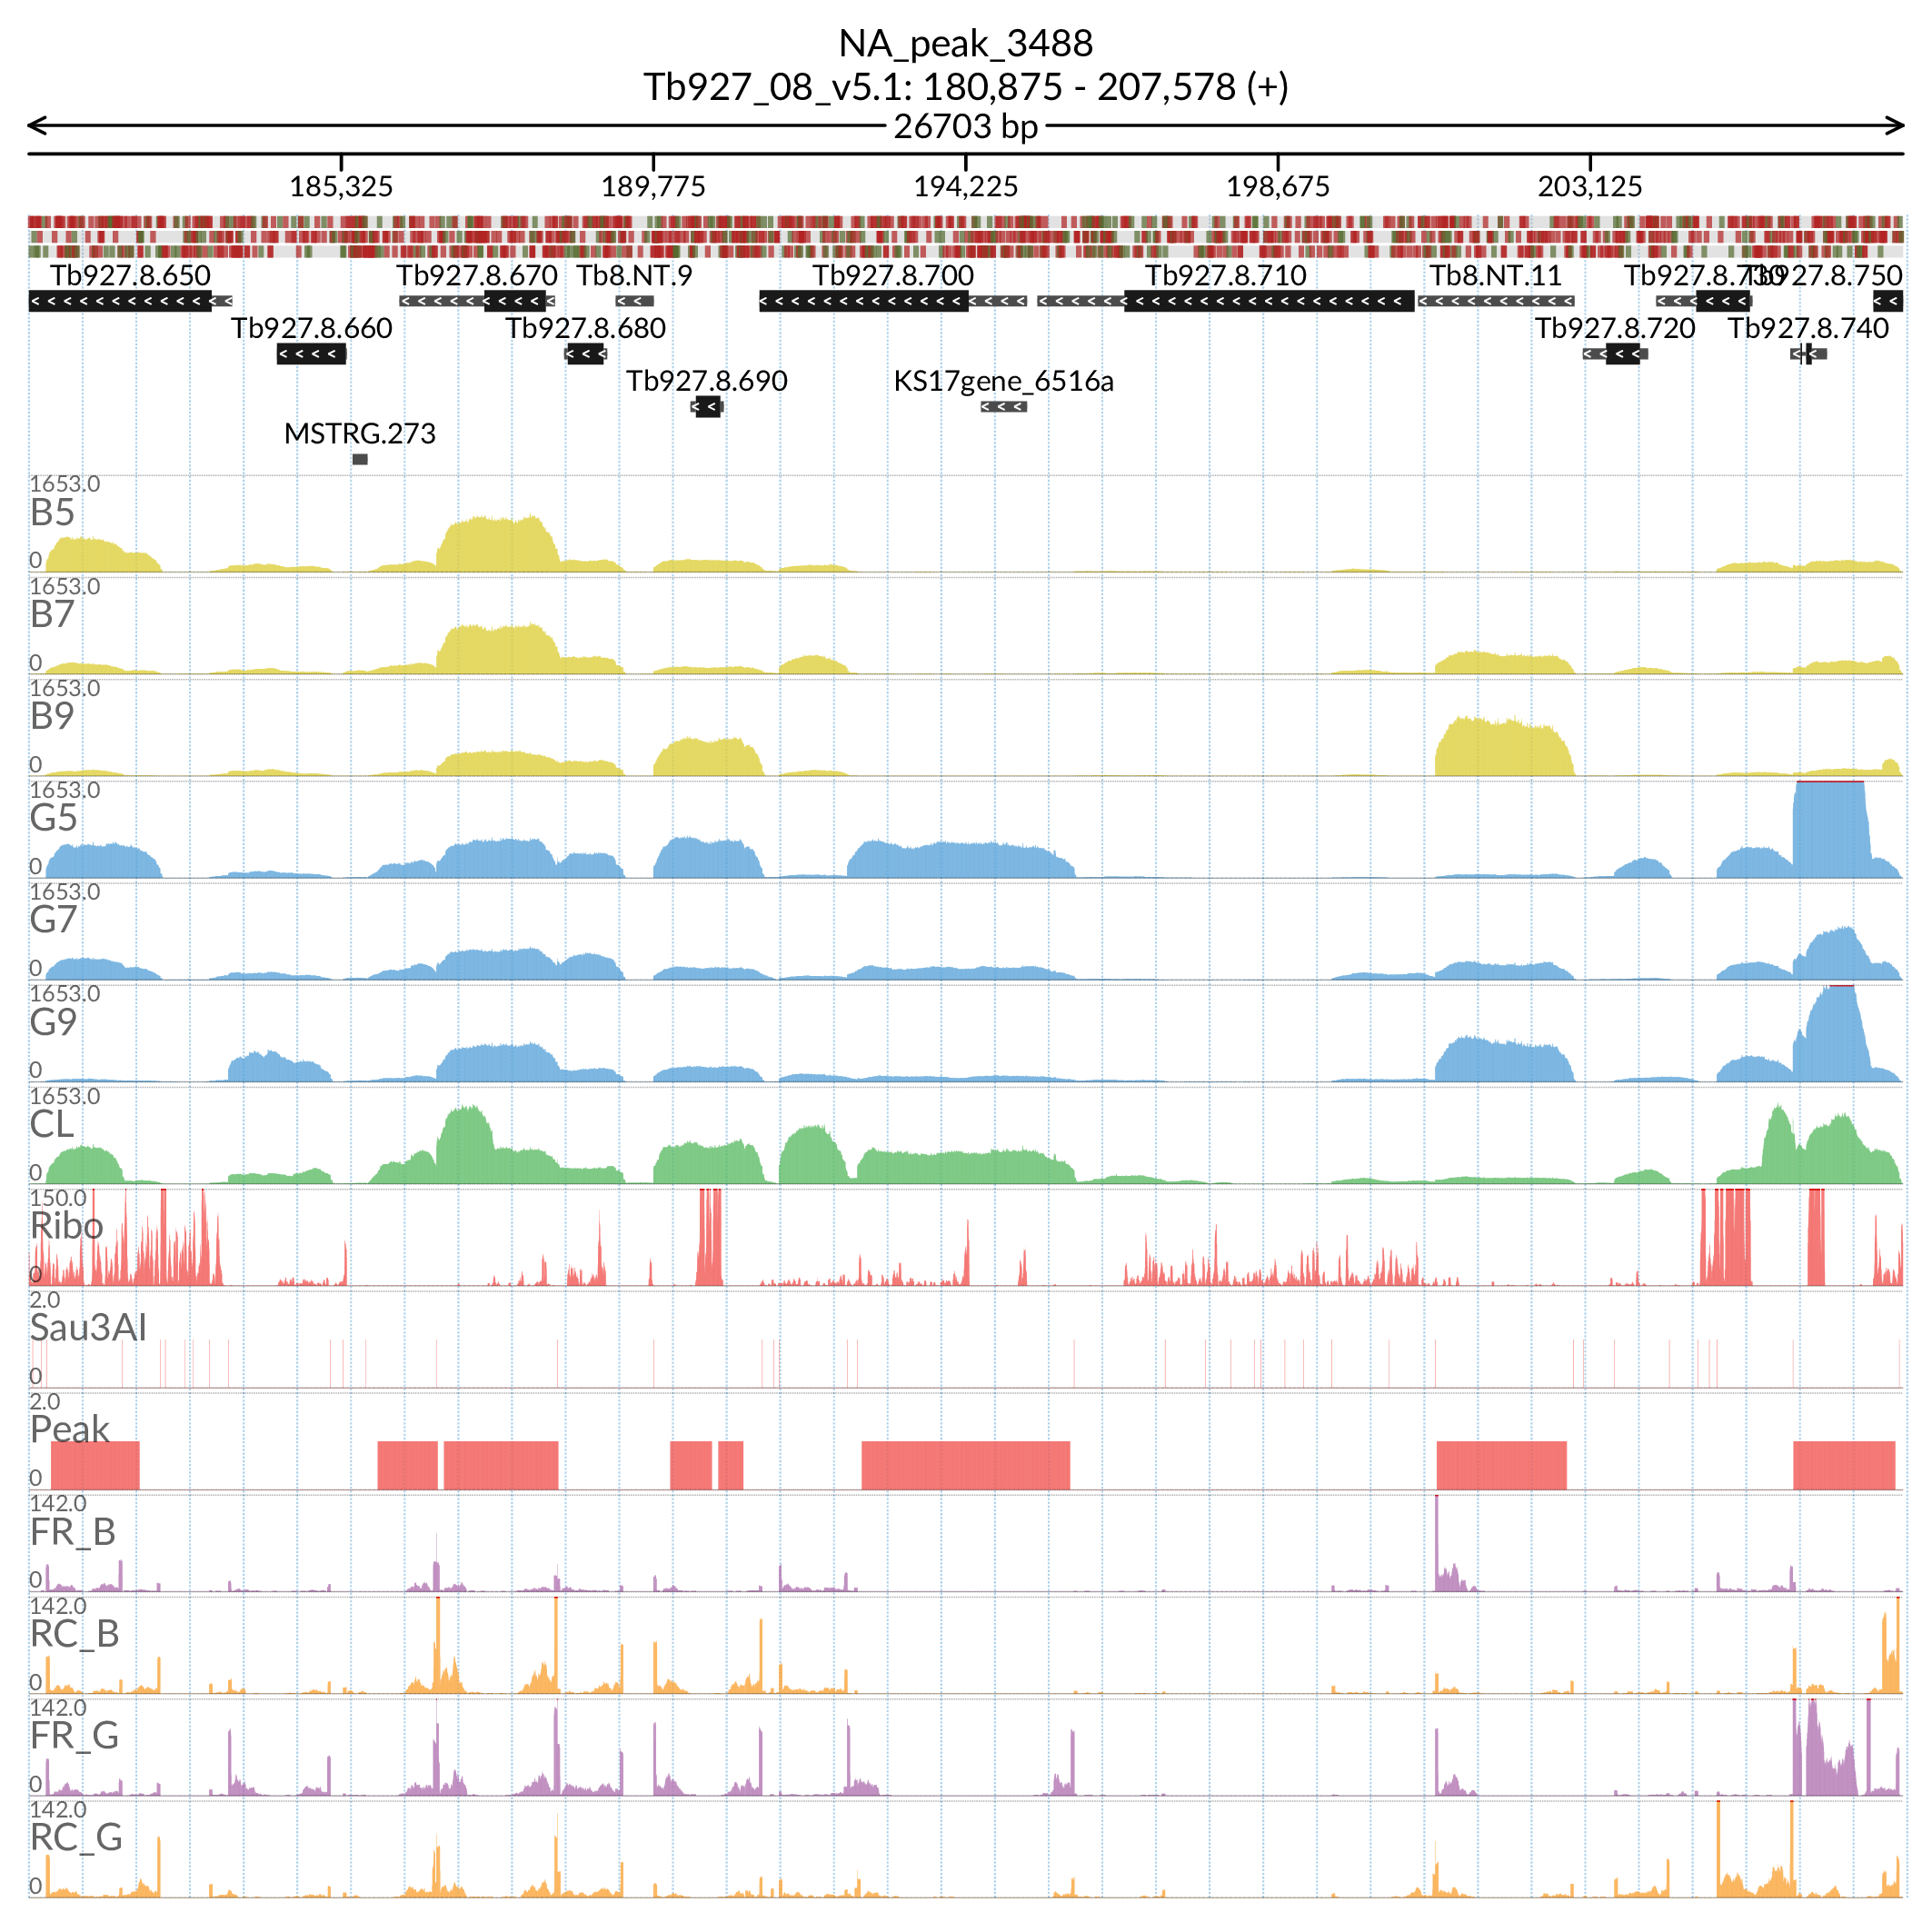 NA_peak_3488
Tb927_08_v5.1: 180,875 - 207,578 (+)
26703 bp
185,325 189,775 194,225 198,675 203,125
Tb927.8.650 Tb927.8.670 Tb8.NT.9 Tb927.8.700 Tb927.8.710 Tb8.NT.11 Tb927.8.730 Tb927.8.750
Tb927.8.660 Tb927.8.680 Tb927.8.720 Tb927.8.740
Tb927.8.690 KS17gene_6516a
MSTRG.273
1653.0
B5
0
1653.0
B7
0
1653.0
B9
0
1653.0
G5
0
1653.0
G7
0
1653.0
G9
0
1653.0
CL
0
150.0
Ribo
0
2.0
Sau3AI
0
2.0
Peak
0
142.0
FR_B
0
142.0
RC_B
0
142.0
FR_G
0
142.0
RC_G
0